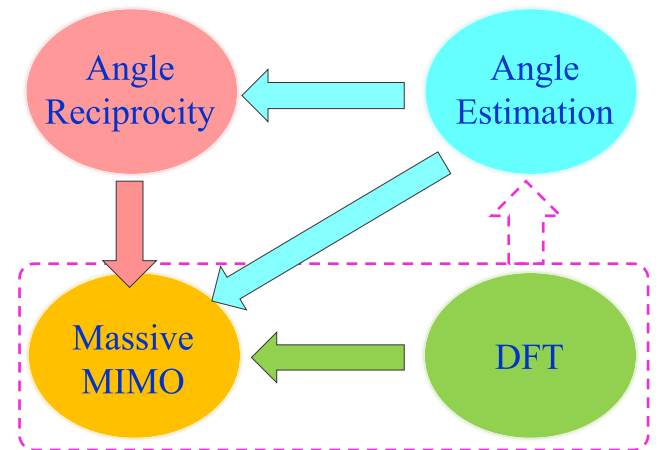 Angle
Reciprocity
Angle
Estimation
Massive
MIMO
DFT